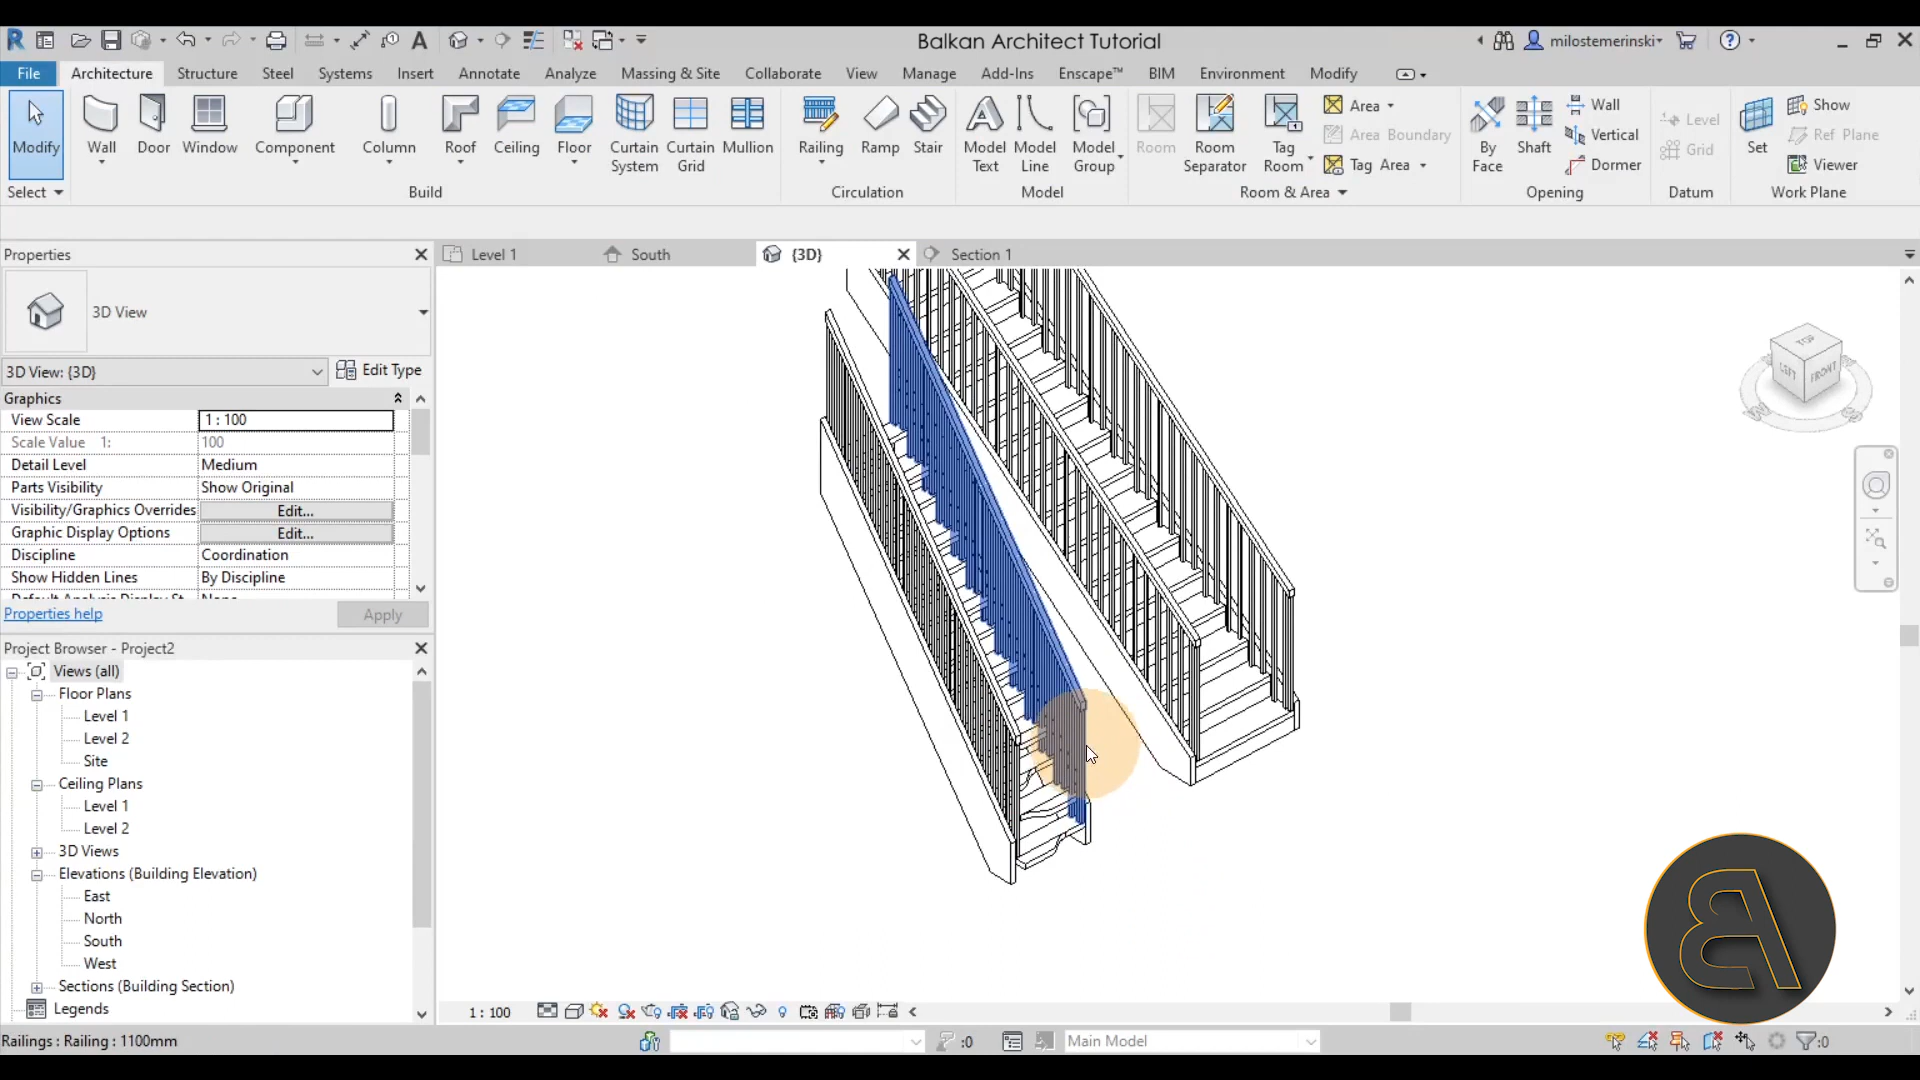 Balkan Architect Tutorial
milostemerinski
File Architecture Structure Steel Systems Insert Annotate Analyze Massing & Site Collaborate View Manage Add-Ins Enscape™ BIM Environment Modify
Modify
Wall
Door
Window
Component
Column
Roof
Ceiling
Floor
Curtain System
Curtain Grid
Mullion
Railing
Ramp
Stair
Model Text
Model Line
Model Group
Room
Room Separator
Tag Room
Area
Area Boundary
Tag Area
By Face
Shaft
Wall
Vertical
Dormer
Level
Grid
Set
Show
Ref Plane
Viewer
Select Build Circulation Model Room & Area Opening Datum Work Plane
Properties
Level 1 South {3D} Section 1
3D View
3D View: {3D} Edit Type
Graphics
View Scale 1 : 100
Scale Value 1: 100
Detail Level Medium
Parts Visibility Show Original
Visibility/Graphics Overrides Edit...
Graphic Display Options Edit...
Discipline Coordination
Show Hidden Lines By Discipline
Properties help Apply
Project Browser - Project2
Views (all)
Floor Plans
Level 1
Level 2
Site
Ceiling Plans
Level 1
Level 2
3D Views
Elevations (Building Elevation)
East
North
South
West
Sections (Building Section)
Legends
TOP
LEFT FRONT
1 : 100
Railings : Railing : 1100mm
:0
Main Model
:0